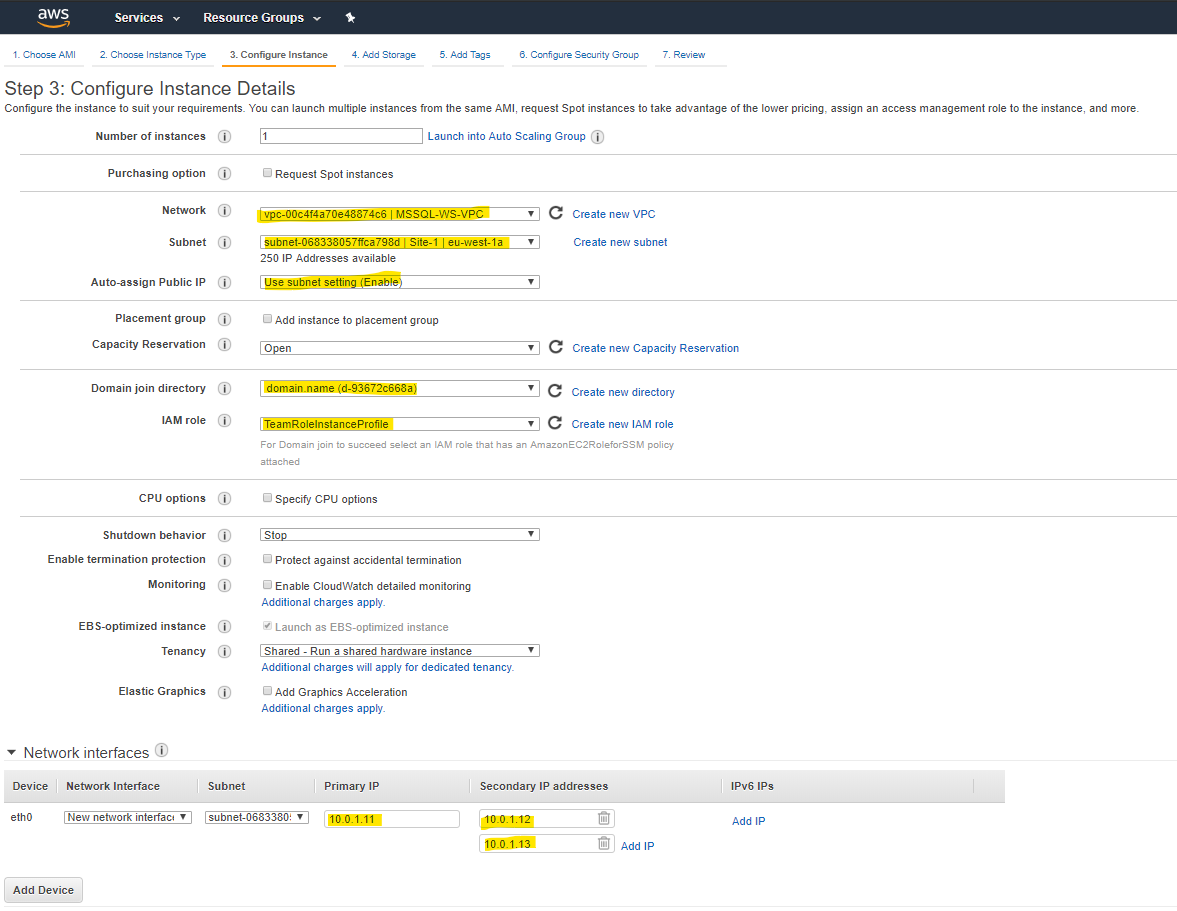 aws Services Resource Groups
1. Choose AMI 2. Choose Instance Type 3. Configure Instance 4. Add Storage 5. Add Tags 6. Configure Security Group 7. Review
Step 3: Configure Instance Details
Configure the instance to suit your requirements. You can launch multiple instances from the same AMI, request Spot instances to take advantage of the lower pricing, assign an access management role to the instance, and more.
Number of instances i 1 Launch into Auto Scaling Group i
Purchasing option i Request Spot instances
Network i vpc-00c4f4a70e48874c6 | MSSQL-WS-VPC Create new VPC
Subnet i subnet-068338057ffca798d | Site-1 | eu-west-1a Create new subnet
250 IP Addresses available
Auto-assign Public IP i Use subnet setting (Enable)
Placement group i Add instance to placement group
Capacity Reservation i Open Create new Capacity Reservation
Domain join directory i domain.name (d-93672c668a) Create new directory
IAM role i TeamRoleInstanceProfile Create new IAM role
For Domain join to succeed select an IAM role that has an AmazonEC2RoleforSSM policy
attached
CPU options i Specify CPU options
Shutdown behavior i Stop
Enable termination protection i Protect against accidental termination
Monitoring i Enable CloudWatch detailed monitoring
Additional charges apply.
EBS-optimized instance i Launch as EBS-optimized instance
Tenancy i Shared - Run a shared hardware instance
Additional charges will apply for dedicated tenancy.
Elastic Graphics i Add Graphics Acceleration
Additional charges apply.
Network interfaces i
Device Network Interface Subnet Primary IP Secondary IP addresses IPv6 IPs
eth0 New network interfac subnet-0683380 10.0.1.11 10.0.1.12 Add IP
10.0.1.13 Add IP
Add Device